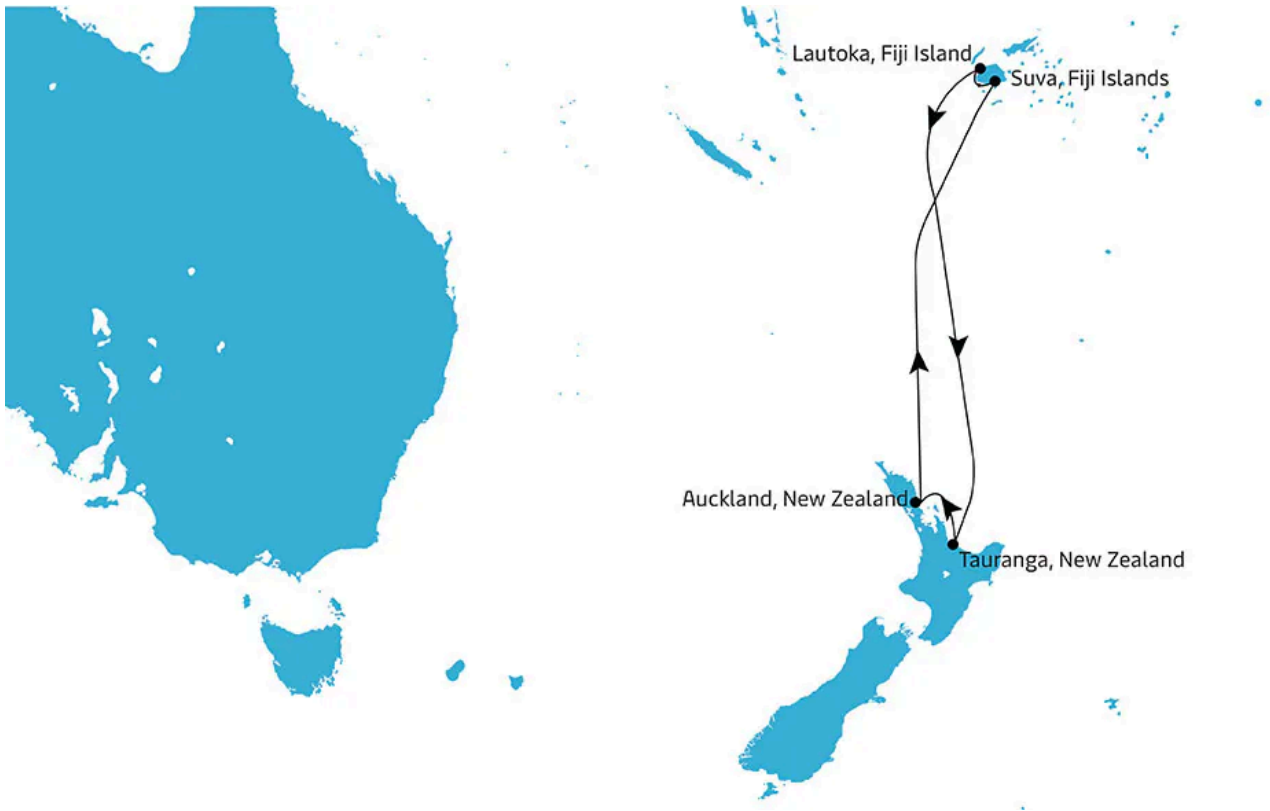 Lautoka, Fiji Island
Suva, Fiji Islands
Auckland, New Zealand
Tauranga, New Zealand